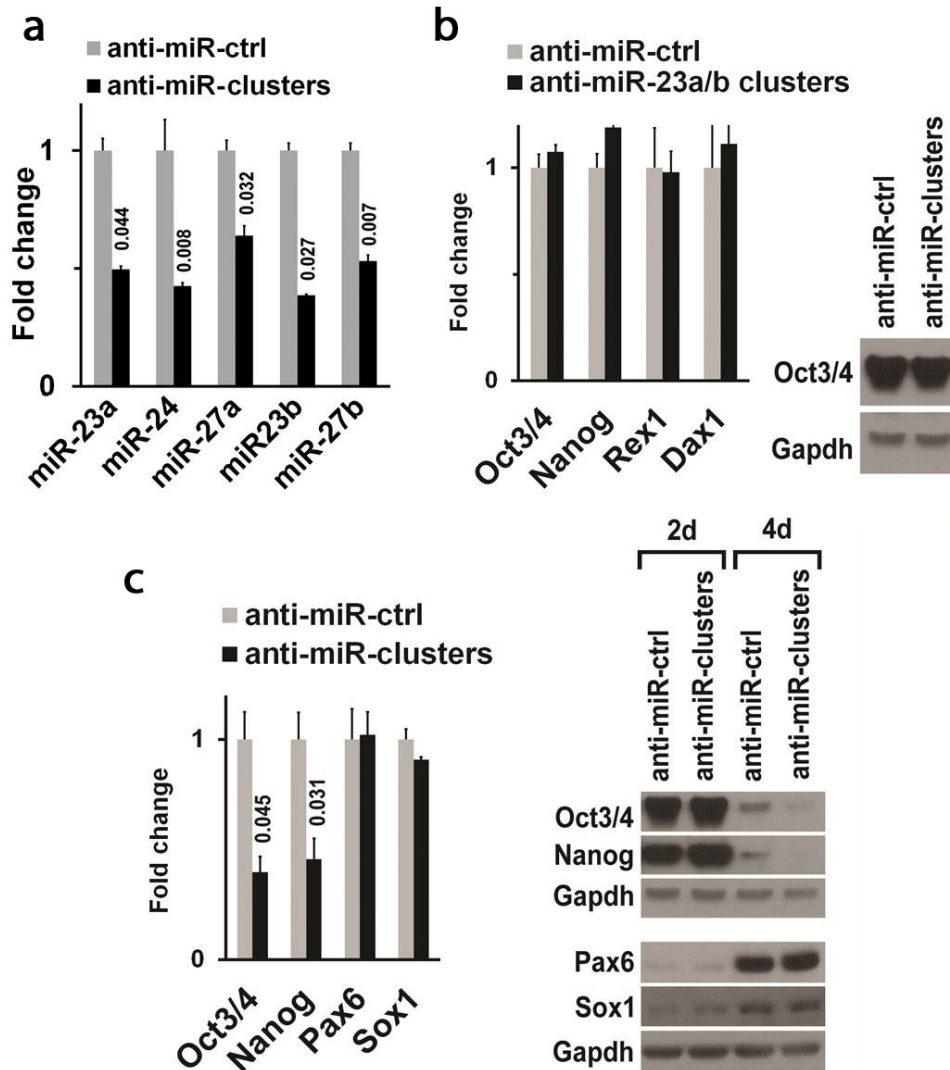 a
anti-miR-ctrl
anti-miR-clusters
Fold change
1
0
0.044
0.008
0.032
0.027
0.007
miR-23a
miR-24
miR-27a
miR23b
miR-27b
b
anti-miR-ctrl
anti-miR-23a/b clusters
Fold change
1
0
Oct3/4
Nanog
Rex1
Dax1
anti-miR-ctrl
anti-miR-clusters
Oct3/4
Gapdh
c
anti-miR-ctrl
anti-miR-clusters
Fold change
1
0
0.045
0.031
Oct3/4
Nanog
Pax6
Sox1
2d
4d
anti-miR-ctrl
anti-miR-clusters
anti-miR-ctrl
anti-miR-clusters
Oct3/4
Nanog
Gapdh
Pax6
Sox1
Gapdh